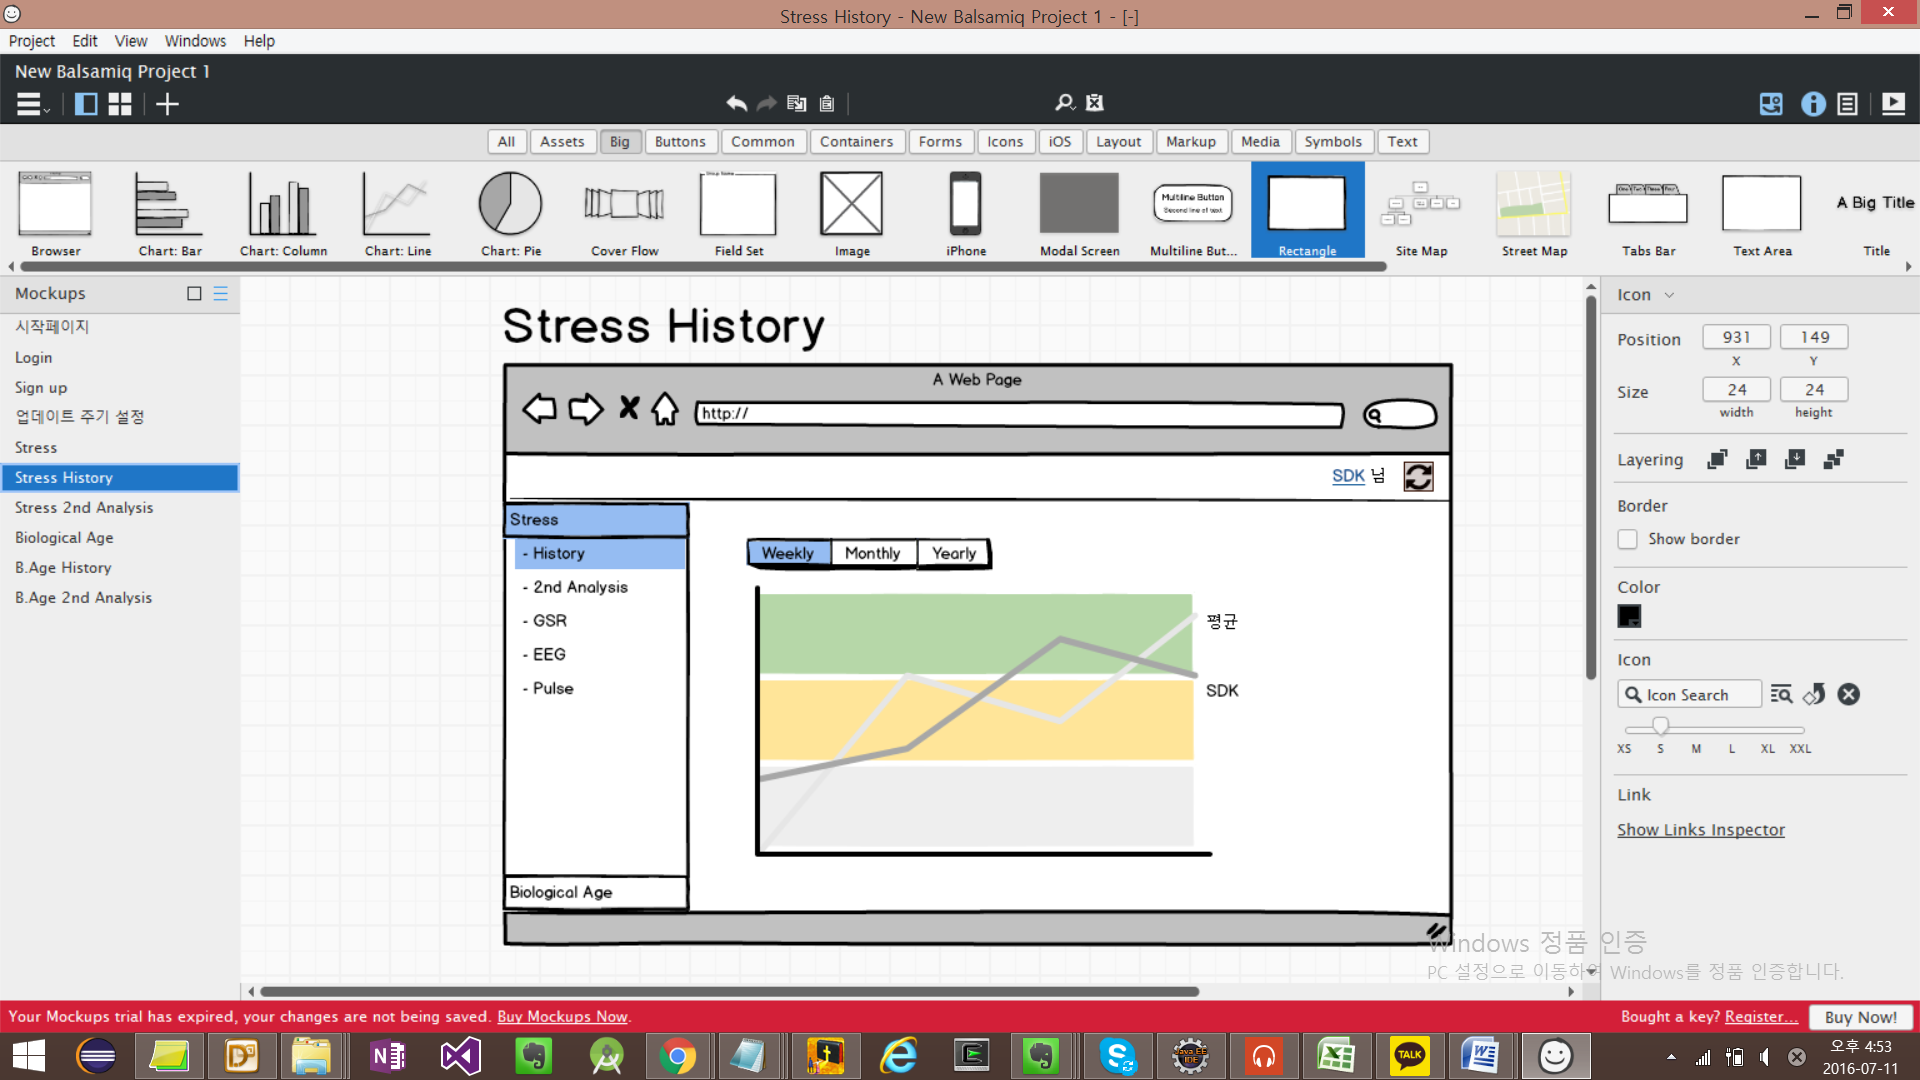 Stress History - New Balsamiq Project 1 - [-]
Project Edit View Windows Help
New Balsamiq Project 1
All Assets Big Buttons Common Containers Forms Icons iOS Layout Markup Media Symbols Text
Browser Chart: Bar Chart: Column Chart: Line Chart: Pie Cover Flow Field Set Image iPhone Modal Screen Multiline But... Rectangle Site Map Street Map Tabs Bar Text Area Title
Multiline Button
Second line of text
A Big Title
Mockups
시작페이지
Login
Sign up
업데이트 주기 설정
Stress
Stress History
Stress 2nd Analysis
Biological Age
B.Age History
B.Age 2nd Analysis
Stress History
A Web Page
http://
SDK 님
Stress
- History
- 2nd Analysis
- GSR
- EEG
- Pulse
Biological Age
Weekly Monthly Yearly
평균
SDK
Icon
Position 931 149
X Y
Size 24 24
width height
Layering
Border
Show border
Color
Icon
Icon Search
XS S M L XL XXL
Link
Show Links Inspector
Windows 정품 인증
PC 설정으로 이동하여 Windows를 정품 인증합니다.
Your Mockups trial has expired, your changes are not being saved. Buy Mockups Now.
Bought a key? Register... Buy Now!
Java EE
IDE
TALK
오후 4:53
2016-07-11